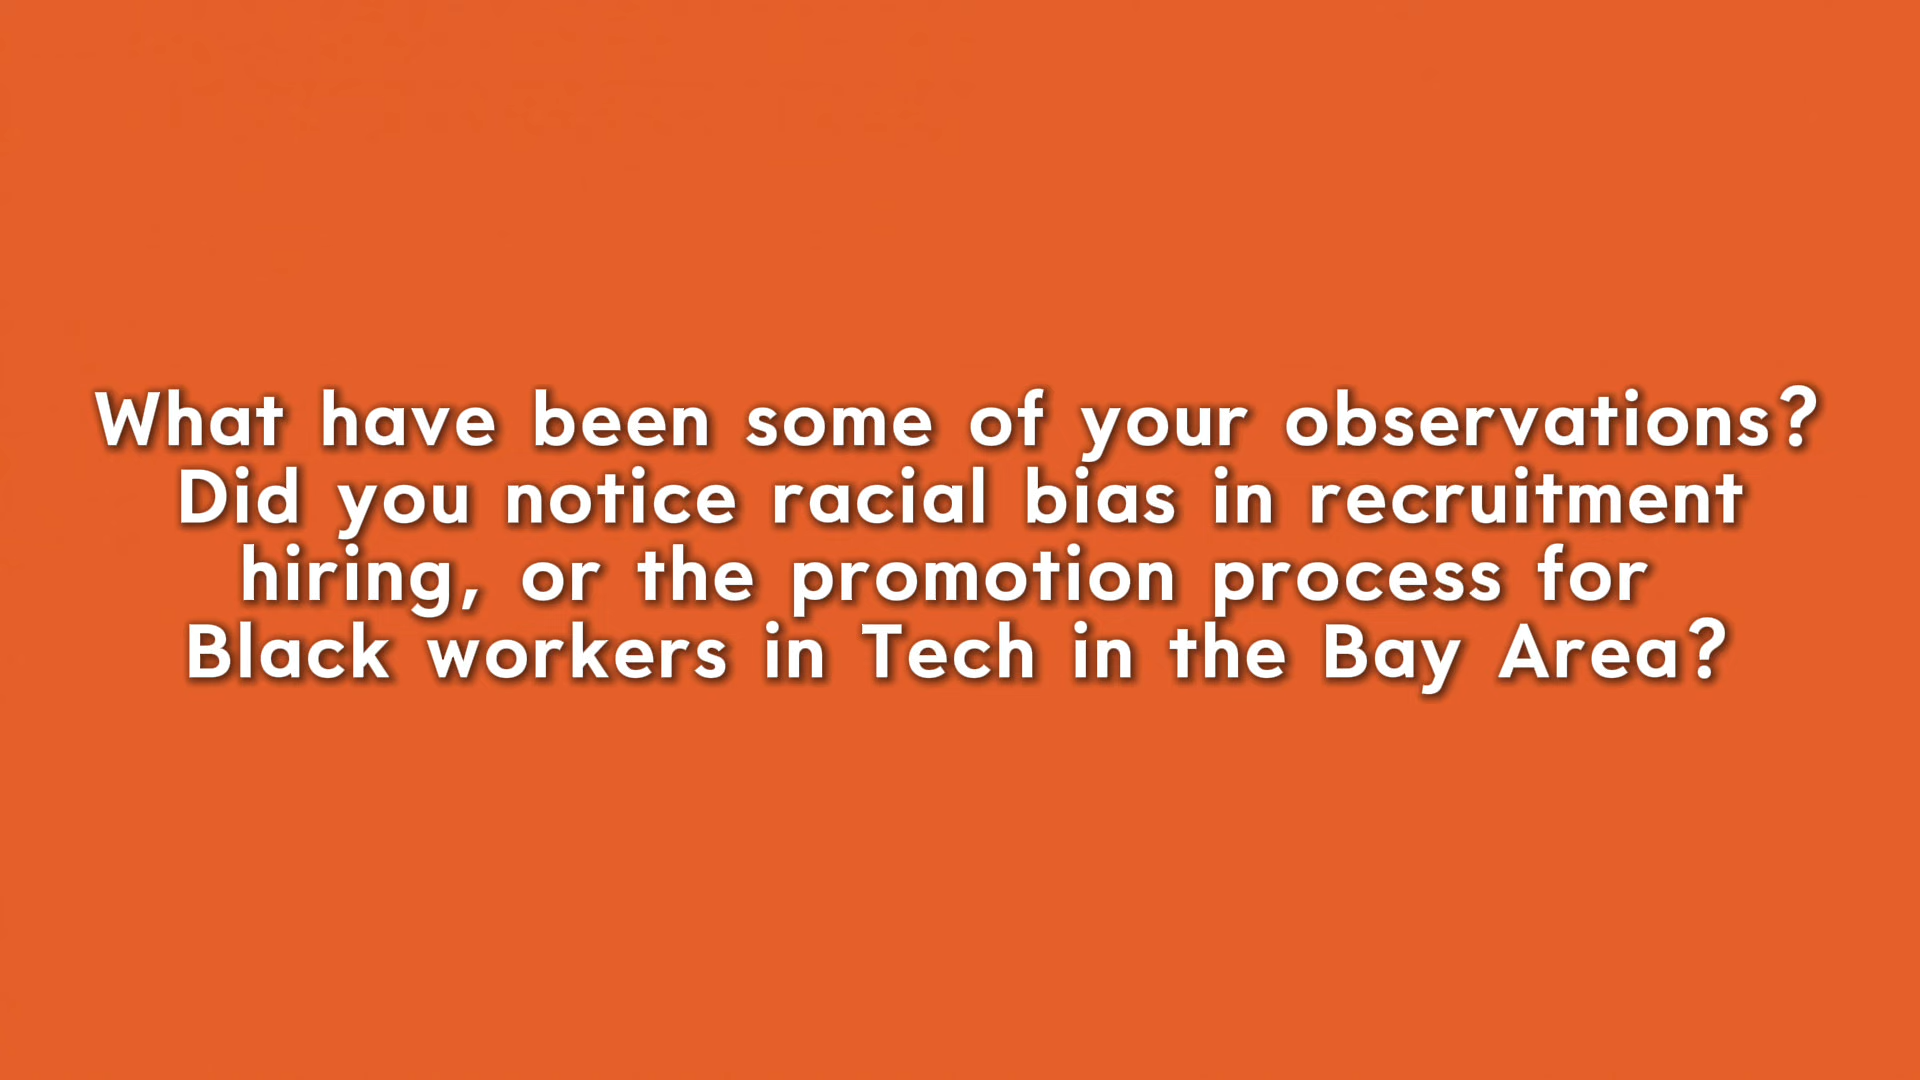 What have been some of your observations?
Did you notice racial bias in recruitment
hiring, or the promotion process for
Black workers in Tech in the Bay Area?